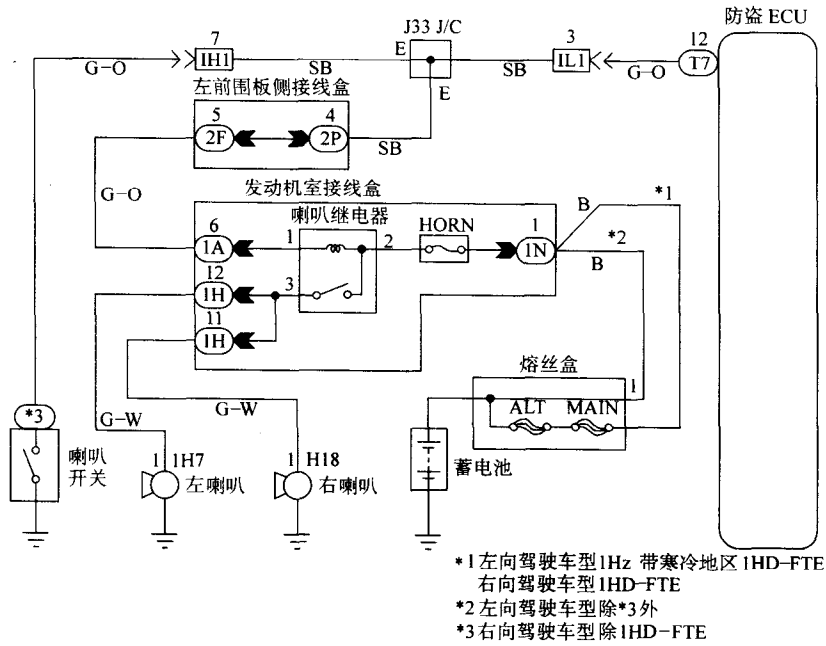 防盗 ECU
J33 J/C
7
3
12
E
IH1
IL1
T7
G-O
SB
SB
G-O
E
左前围板侧接线盒
5
4
2F
2P
SB
G-O
发动机室接线盒
*1
喇叭继电器
B
6
HORN
1
*2
1A
1
2
1N
B
12
1H
3
11
1H
熔丝盒
1
*3
G-W
G-W
ALT
MAIN
喇叭
开关
1
1H7
左喇叭
1
H18
右喇叭
蓄电池
*1左向驾驶车型1Hz 带寒冷地区1HD-FTE
右向驾驶车型1HD-FTE
*2左向驾驶车型除*3外
*3右向驾驶车型除1HD-FTE